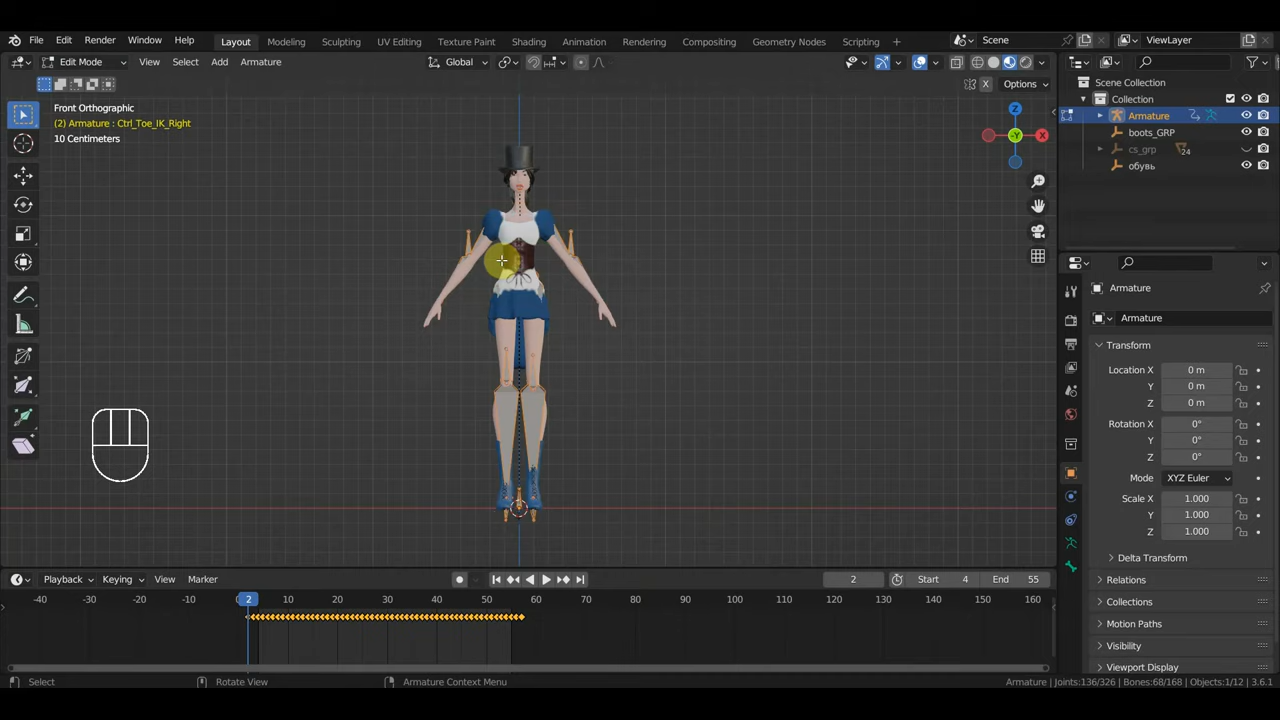 File Edit Render Window Help Layout Modeling Sculpting UV Editing Texture Paint Shading Animation Rendering Compositing Geometry Nodes Scripting + Scene ViewLayer
Edit Mode View Select Add Armature Global
X Options
Front Orthographic
(2) Armature : Ctrl_Toe_IK_Right
10 Centimeters
Z
-Y
X
Scene Collection
Collection
Armature
boots_GRP
cs_grp 24
обувь
Armature
Armature
Transform
Location X 0 m
Y 0 m
Z 0 m
Rotation X 0°
Y 0°
Z 0°
Mode XYZ Euler
Scale X 1.000
Y 1.000
Z 1.000
Delta Transform
Relations
Collections
Motion Paths
Visibility
Viewport Display
Playback Keying View Marker 2 Start 4 End 55
-40 -30 -20 -10 2 10 20 30 40 50 60 70 80 90 100 110 120 130 140 150 160
Select Rotate View Armature Context Menu Armature | Joints:136/326 | Bones:68/168 | Objects:1/12 | 3.6.1